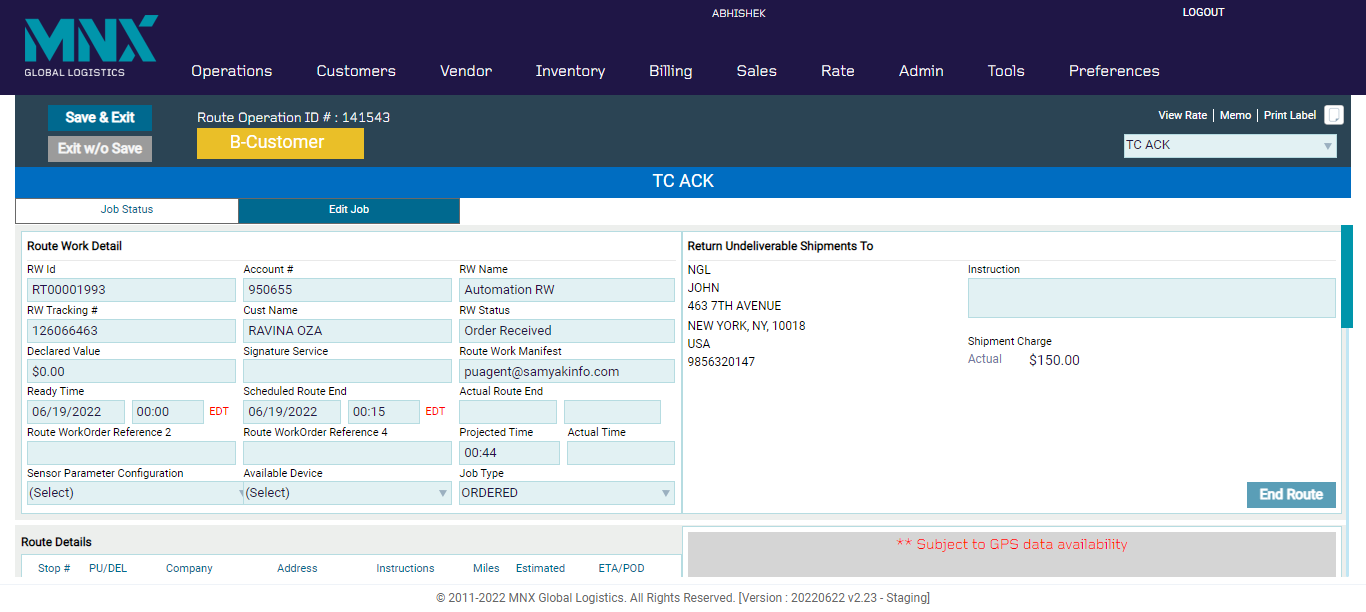 ABHISHEK
LOGOUT
MNX
GLOBAL LOGISTICS
Operations Customers Vendor Inventory Billing Sales Rate Admin Tools Preferences
Save & Exit
Exit w/o Save
Route Operation ID # : 141543
B-Customer
View Rate | Memo | Print Label
TC ACK
TC ACK
Job Status Edit Job
Route Work Detail
RW Id Account # RW Name
RT00001993 950655 Automation RW
RW Tracking # Cust Name RW Status
126066463 RAVINA OZA Order Received
Declared Value Signature Service Route Work Manifest
$0.00 puagent@samyakinfo.com
Ready Time Scheduled Route End Actual Route End
06/19/2022 00:00 EDT 06/19/2022 00:15 EDT
Route WorkOrder Reference 2 Route WorkOrder Reference 4 Projected Time Actual Time
00:44
Sensor Parameter Configuration Available Device Job Type
(Select) (Select) ORDERED
Return Undeliverable Shipments To
NGL
JOHN
463 7TH AVENUE
NEW YORK, NY, 10018
USA
9856320147
Instruction
Shipment Charge
Actual $150.00
End Route
Route Details
Stop # PU/DEL Company Address Instructions Miles Estimated ETA/POD
** Subject to GPS data availability
© 2011-2022 MNX Global Logistics. All Rights Reserved. [Version : 20220622 v2.23 - Staging]